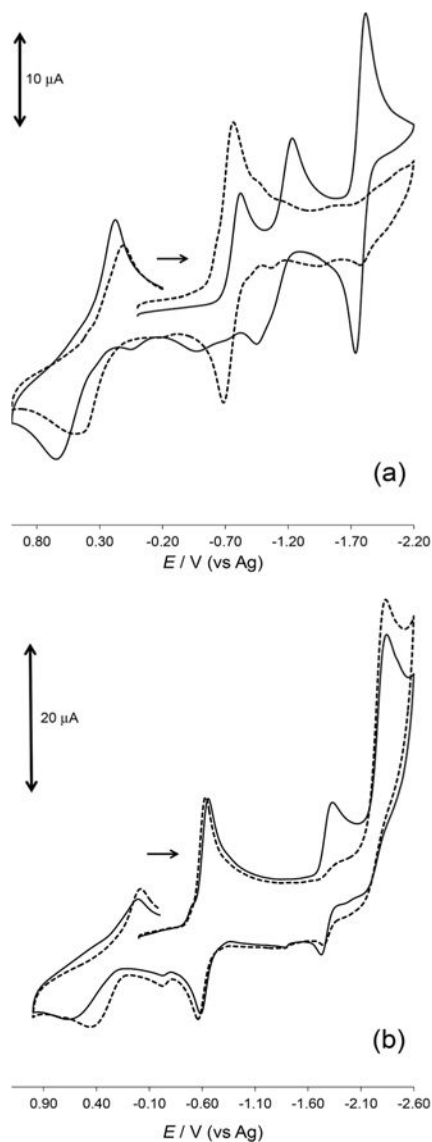 10 μA
(a)
0.80 0.30 -0.20 -0.70 -1.20 -1.70 -2.20
E / V (vs Ag)
20 μA
(b)
0.90 0.40 -0.10 -0.60 -1.10 -1.60 -2.10 -2.60
E / V (vs Ag)